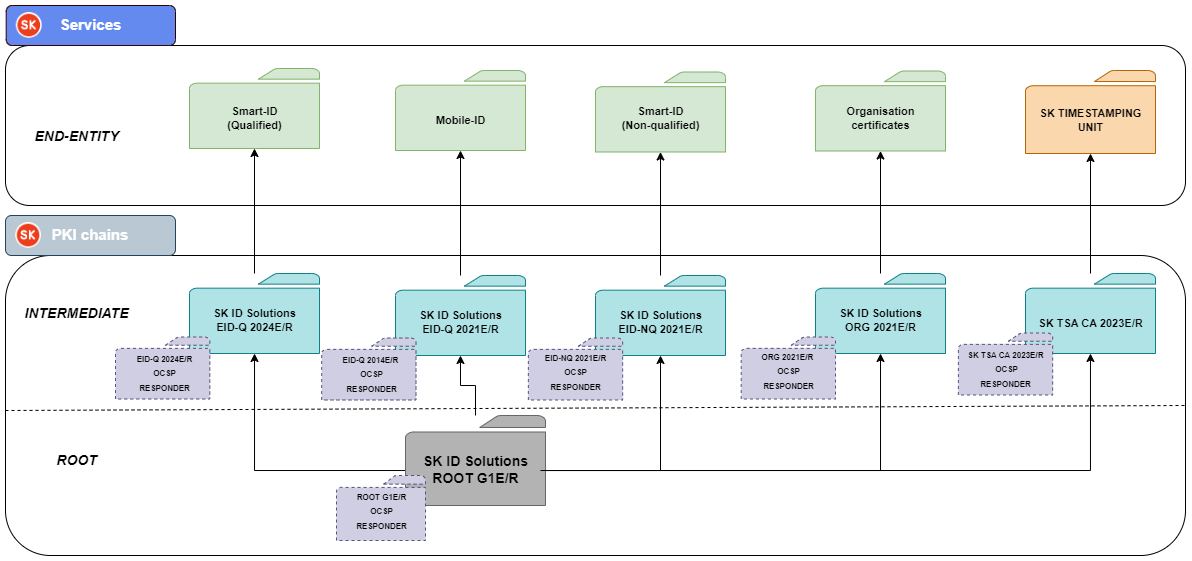 SK Services
Smart-ID
(Qualified)
Mobile-ID
Smart-ID
(Non-qualified)
Organisation
certificates
SK TIMESTAMPING
UNIT
END-ENTITY
SK PKI chains
INTERMEDIATE
SK ID Solutions
EID-Q 2024E/R
SK ID Solutions
EID-Q 2021E/R
SK ID Solutions
EID-NQ 2021E/R
SK ID Solutions
ORG 2021E/R
SK TSA CA 2023E/R
EID-Q 2024E/R
OCSP
RESPONDER
EID-Q 2014E/R
OCSP
RESPONDER
EID-NQ 2021E/R
OCSP
RESPONDER
ORG 2021E/R
OCSP
RESPONDER
SK TSA CA 2023E/R
OCSP
RESPONDER
ROOT
SK ID Solutions
ROOT G1E/R
ROOT G1E/R
OCSP
RESPONDER